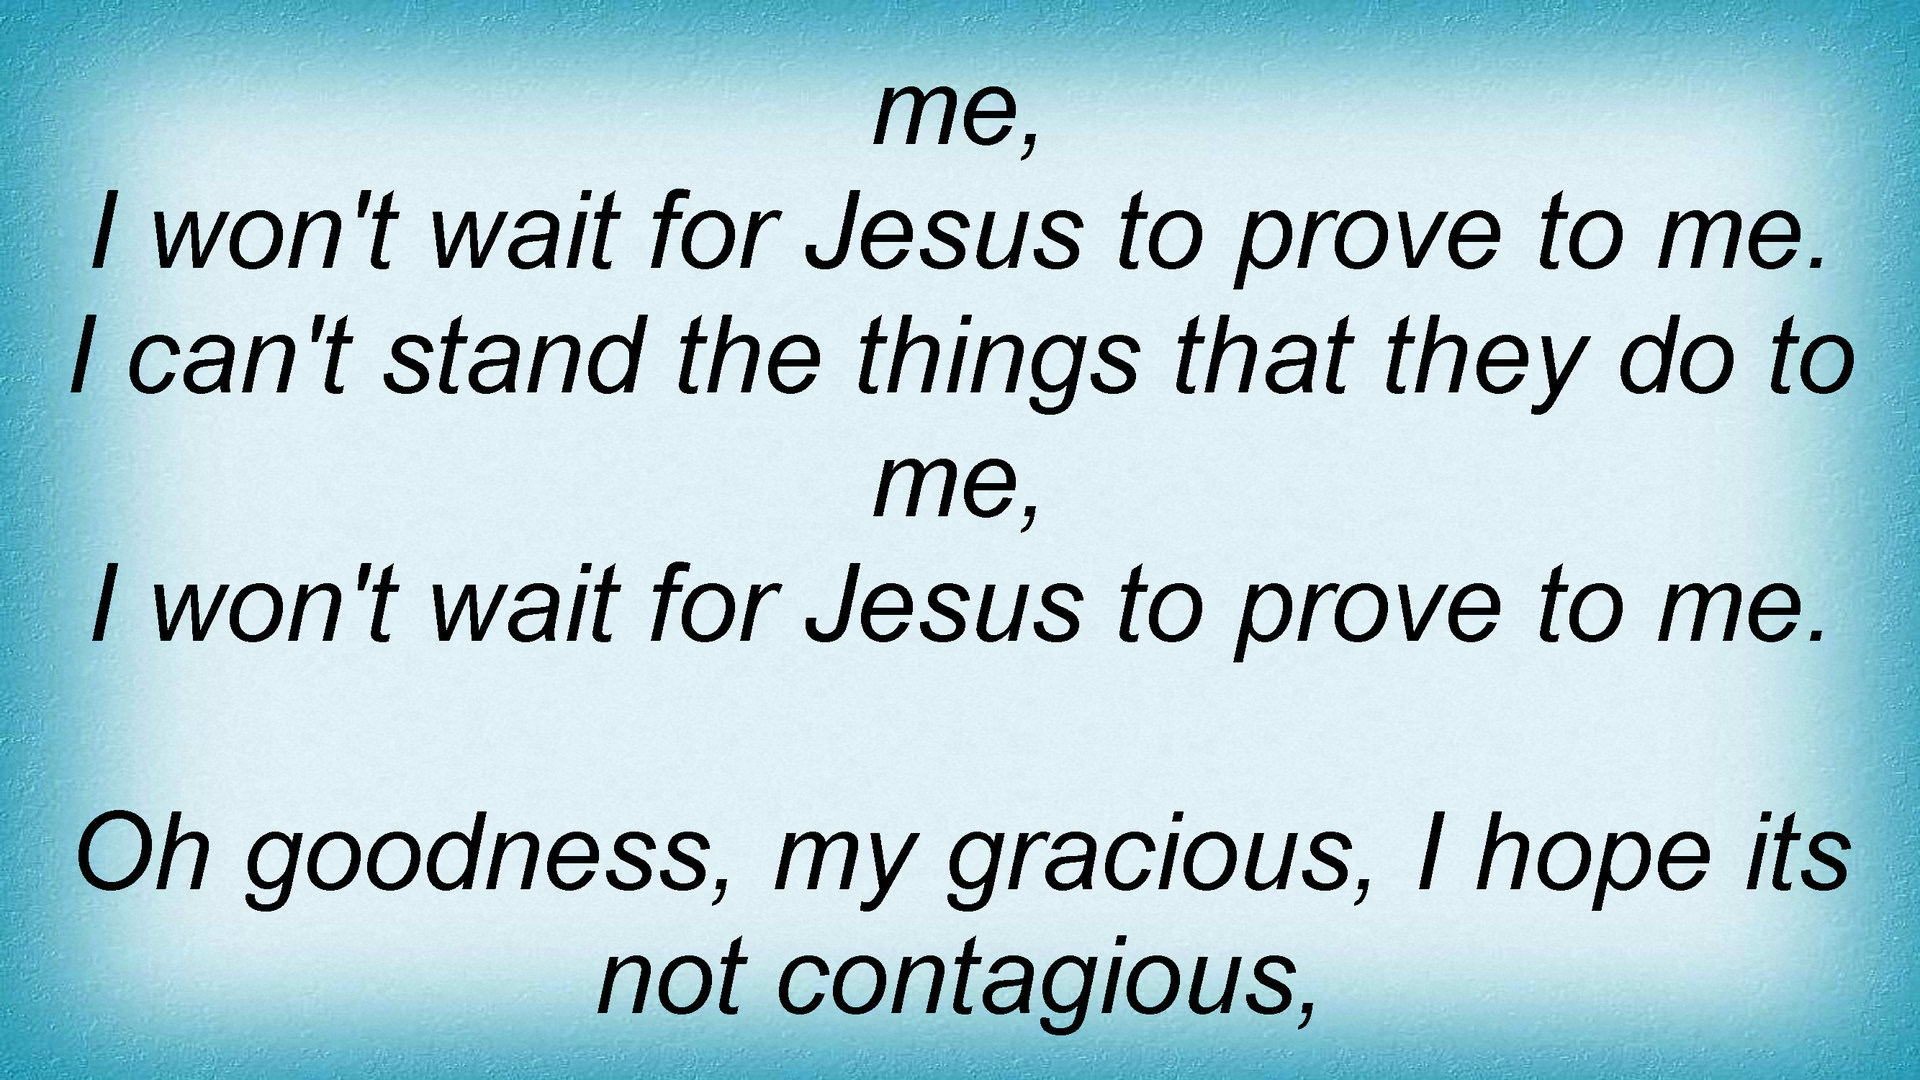 me,
I won't wait for Jesus to prove to me.
I can't stand the things that they do to
me,
I won't wait for Jesus to prove to me.
Oh goodness, my gracious, I hope its
not contagious,